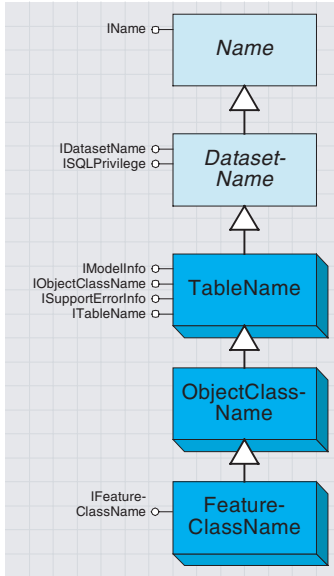 IName
Name
IDatasetName
ISQLPrivilege
Dataset-
Name
IModelInfo
IObjectClassName
ISupportErrorInfo
ITableName
TableName
ObjectClass-
Name
IFeature-
ClassName
Feature-
ClassName